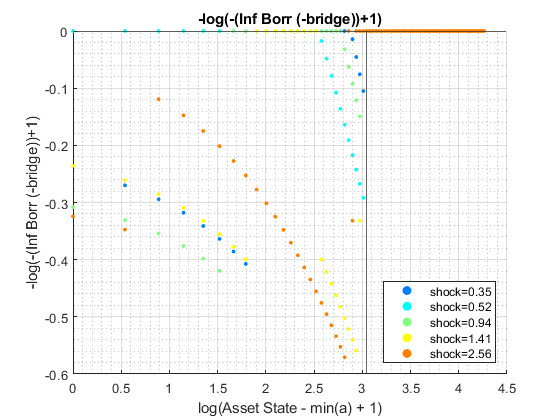 -log(-(Inf Borr (-bridge))+1)
0
-0.1
-0.2
-0.3
-0.4
-0.5
-0.6
-log(-(Inf Borr (-bridge))+1)
shock=0.35
shock=0.52
shock=0.94
shock=1.41
shock=2.56
0
0.5
1
1.5
2
2.5
3
3.5
4
4.5
log(Asset State - min(a) + 1)